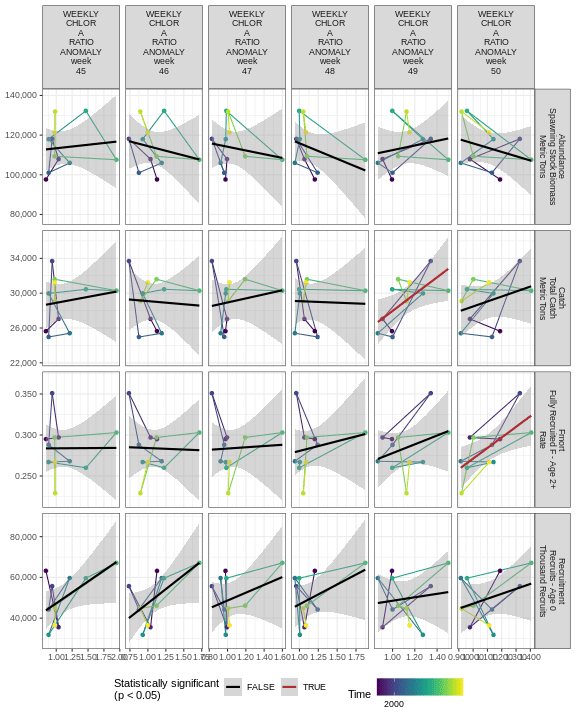 WEEKLY
CHLOR
A
RATIO
ANOMALY
week
45
WEEKLY
CHLOR
A
RATIO
ANOMALY
week
46
WEEKLY
CHLOR
A
RATIO
ANOMALY
week
47
WEEKLY
CHLOR
A
RATIO
ANOMALY
week
48
WEEKLY
CHLOR
A
RATIO
ANOMALY
week
49
WEEKLY
CHLOR
A
RATIO
ANOMALY
week
50
140,000
120,000
100,000
80,000
Abundance
Spawning Stock Biomass
Metric Tons
34,000
30,000
26,000
22,000
Catch
Total Catch
Metric Tons
0.350
0.300
0.250
Fmort
Fully Recruited F - Age 2+
Rate
80,000
60,000
40,000
Recruitment
Recruits - Age 0
Thousand Recruits
1.00 1.25 1.50 1.75 2.00
0.75 1.00 1.25 1.50 1.75
1.00 1.20 1.40 1.60
1.00 1.25 1.50 1.75
1.00 1.20 1.40
0.90 1.00 1.10 1.20 1.30 1.40
Statistically significant
(p < 0.05)
FALSE
TRUE
Time
2000